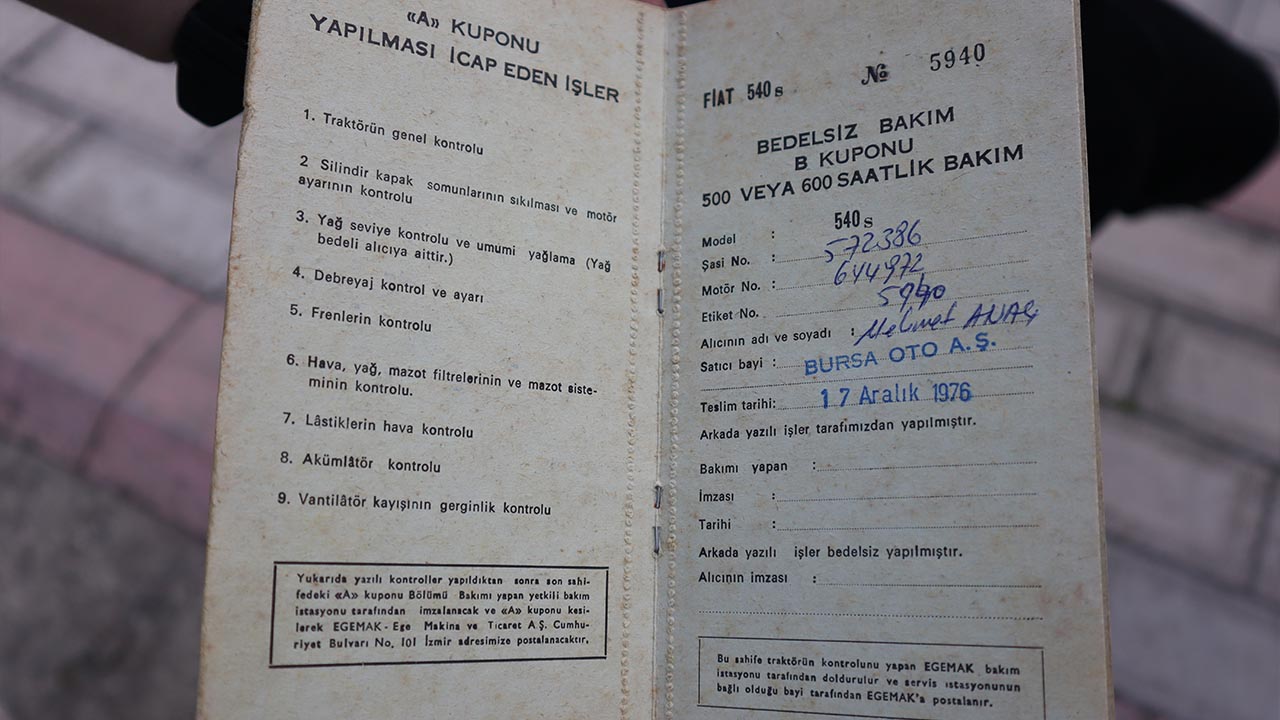 «A» KUPONU
YAPILMASI İCAP EDEN İŞLER
1. Traktörün genel kontrolu
2 Silindir kapak somunlarının sıkılması ve motör
ayarının kontrolu
3. Yağ seviye kontrolu ve umumi yağlama (Yağ
bedeli alıcıya aittir.)
4. Debreyaj kontrol ve ayarı
5. Frenlerin kontrolu
6. Hava, yağ, mazot filtrelerinin ve mazot siste-
minin kontrolu.
7. Lâstiklerin hava kontrolu
8. Akümlâtör kontrolu
9. Vantilâtör kayışının gerginlik kontrolu
Yukarıda yazılı kontroller yapıldıktan sonra son sahi-
fedeki «A» kuponu Bölümü Bakımı yapan yetkili bakım
istasyonu tarafından imzalanacak ve «A» kuponu kesi-
lerek EGEMAK - Ege Makina ve Ticaret A Ş. Cumhu-
riyet Bulvarı No. 101 İzmir adresimize postalanacaktır.
FİAT 540 s № 5940
BEDELSİZ BAKIM
B KUPONU
500 VEYA 600 SAATLİK BAKIM
Model : 540 s
Şasi No. : 572386
Motör No. : 644972
Etiket No. 5940
Alıcının adı ve soyadı : Mehmet ANAÇ
Satıcı bayi : BURSA OTO A.Ş.
Teslim tarihi: 17 Aralık 1976
Arkada yazılı işler tarafımızdan yapılmıştır.
Bakımı yapan :
İmzası :
Tarihi :
Arkada yazılı işler bedelsiz yapılmıştır.
Alıcının imzası :
Bu sahife traktörün kontrolunu yapan EGEMAK bakım
istasyonu tarafından doldurulur ve servis istasyonunun
bağlı olduğu bayi tarafından EGEMAK'a postalanır.